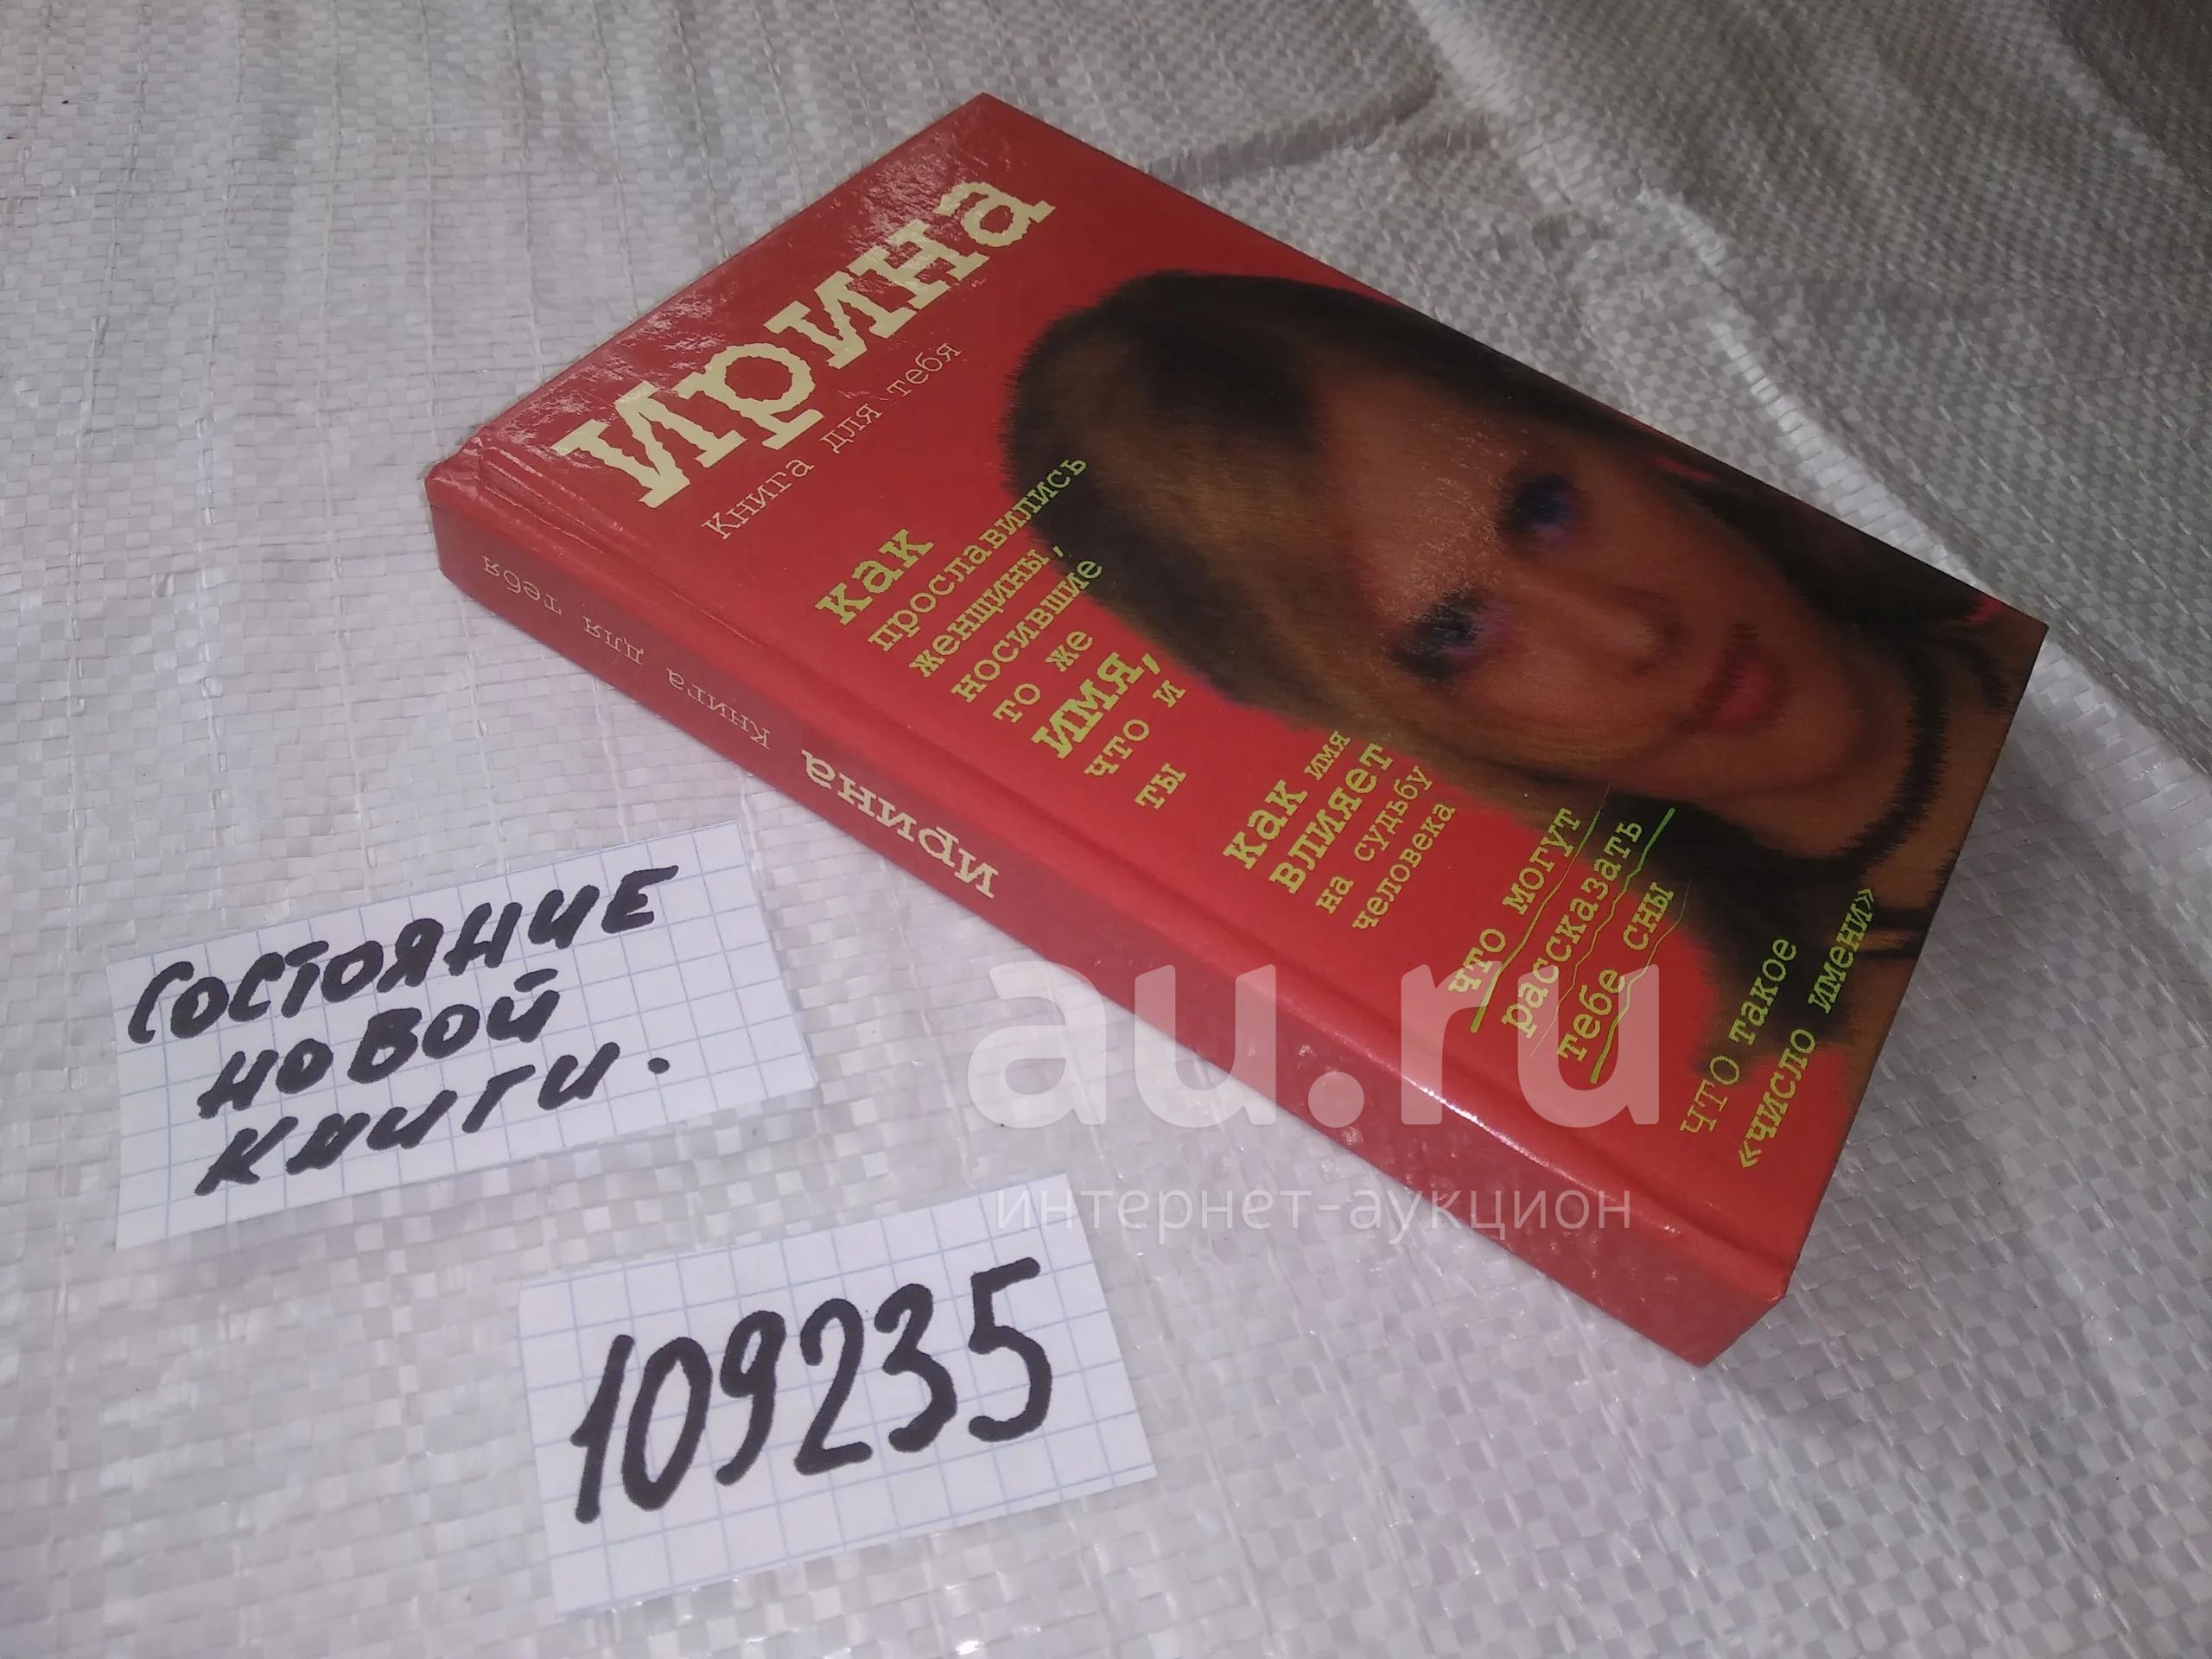 Ирина
Книга для тебя
как
прославились
женщины,
носившие
то же
имя,
что и
ты
как имя
влияет
на судьбу
человека
что могут
рассказать
тебе сны
что такое
«число имени»
Ирина Книга для тебя
Состояние
новой
книги.
109235
au.ru
интернет-аукцион